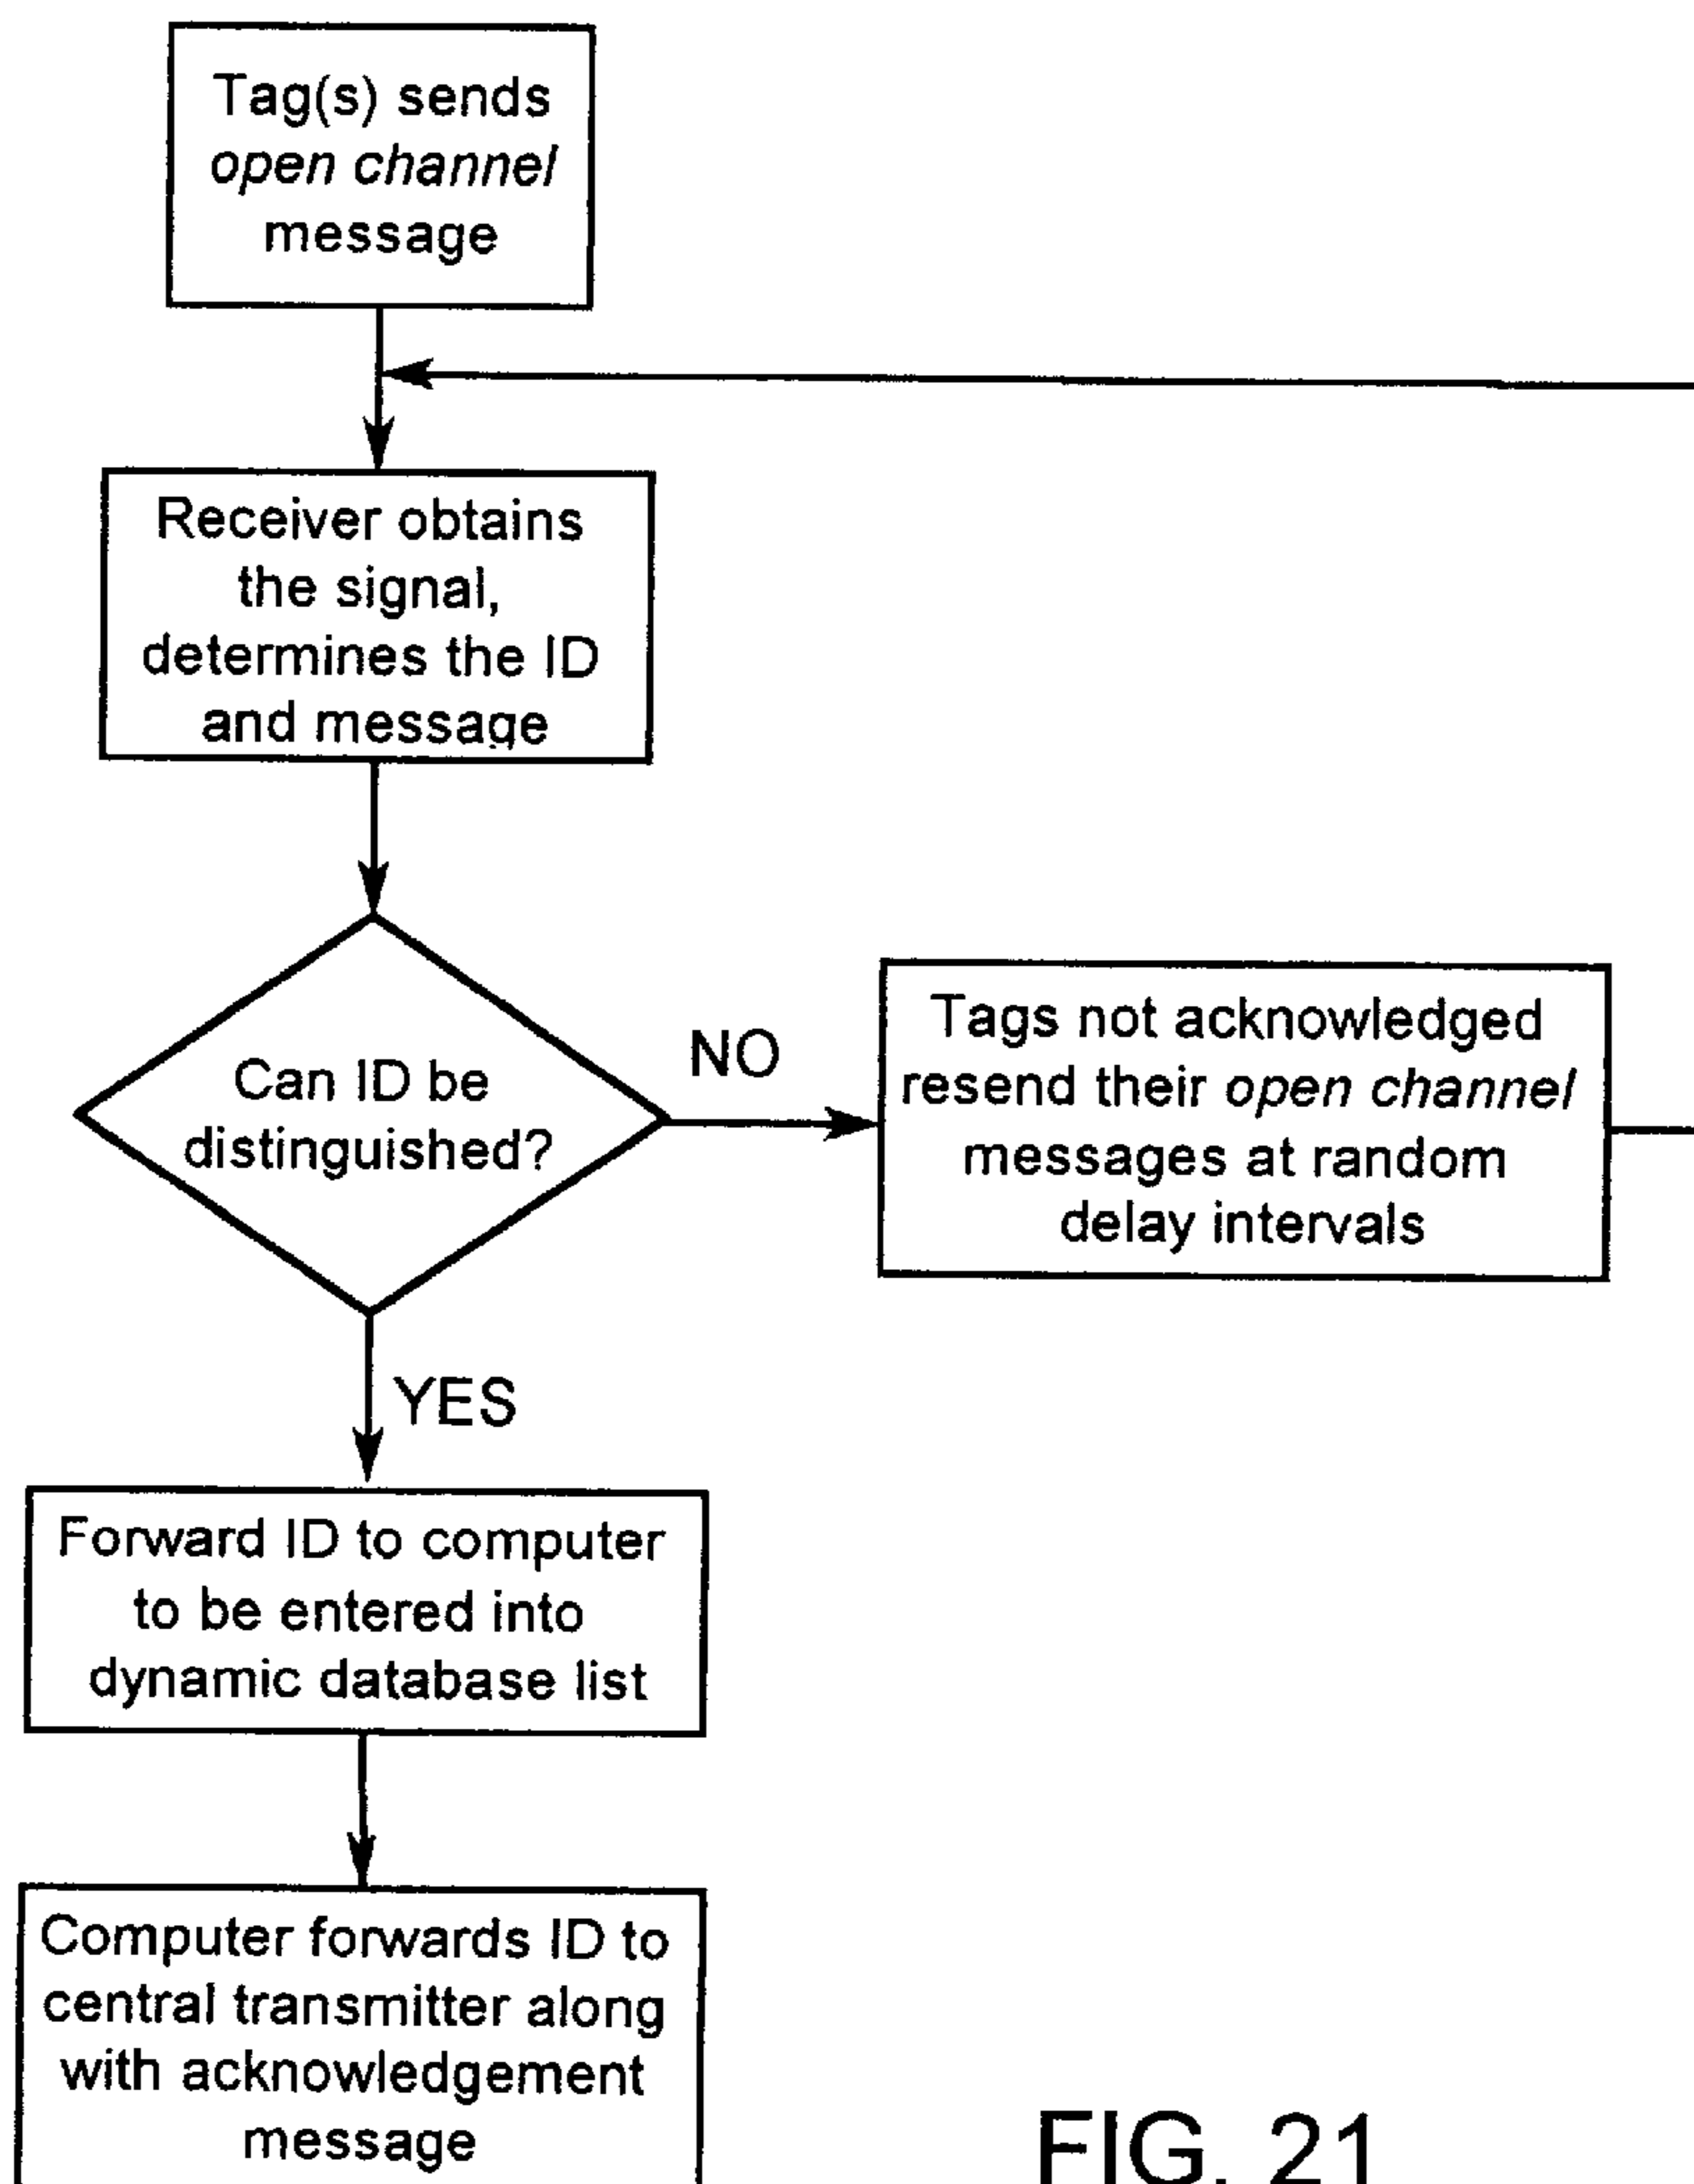 Tag(s) sends
open channel
message
Receiver obtains
the signal,
determines the ID
and message
Can ID be
distinguished?
NO
Tags not acknowledged
resend their open channel
messages at random
delay intervals
YES
Forward ID to computer
to be entered into
dynamic database list
Computer forwards ID to
central transmitter along
with acknowledgement
message
FIG. 21